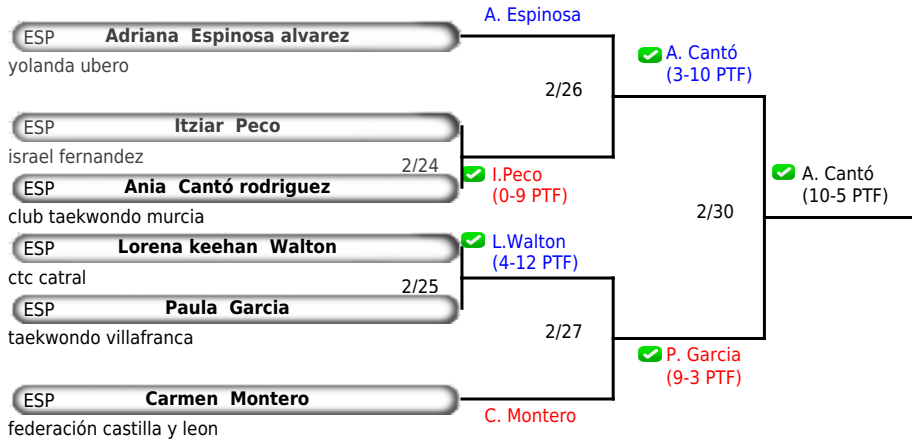 A. Espinosa
ESP Adriana Espinosa alvarez
yolanda ubero
A. Cantó
(3-10 PTF)
2/26
ESP Itziar Peco
israel fernandez
2/24
I.Peco
(0-9 PTF)
ESP Ania Cantó rodriguez
club taekwondo murcia
A. Cantó
(10-5 PTF)
2/30
ESP Lorena keehan Walton
L.Walton
(4-12 PTF)
ctc catral
2/25
ESP Paula Garcia
taekwondo villafranca
2/27
P. Garcia
(9-3 PTF)
ESP Carmen Montero
C. Montero
federación castilla y leon